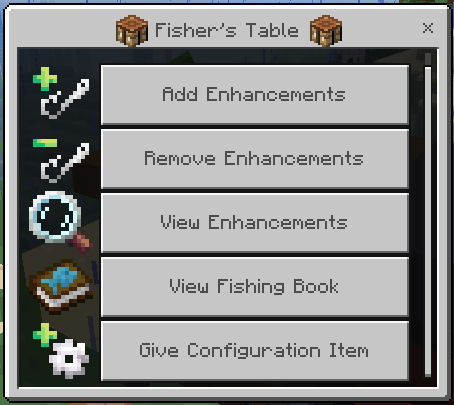 Fisher's Table
Add Enhancements
Remove Enhancements
View Enhancements
View Fishing Book
Give Configuration Item